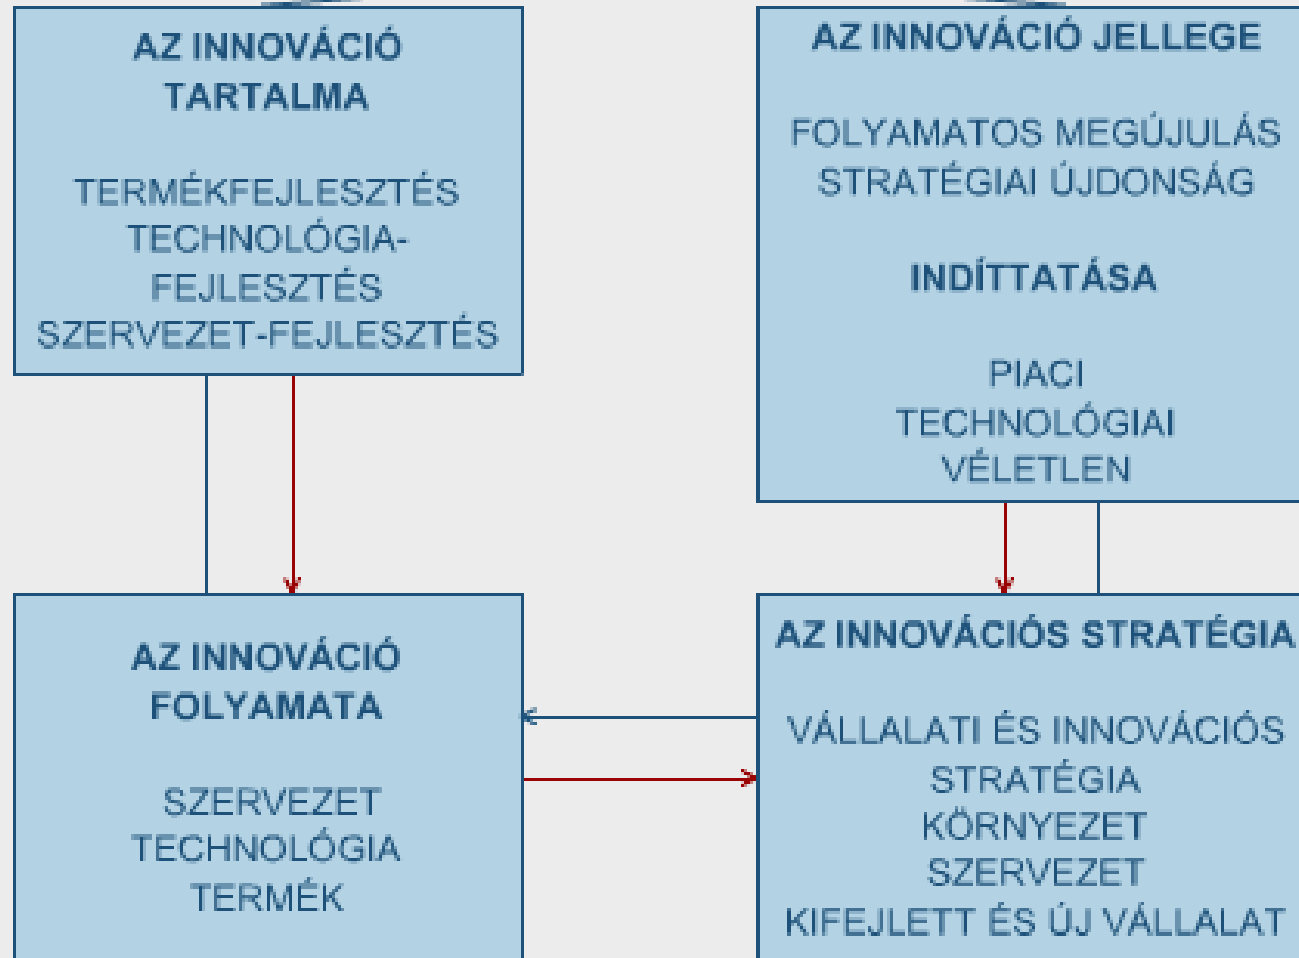 AZ INNOVÁCIÓ
TARTALMA
TERMÉKFEJLESZTÉS
TECHNOLÓGIA-
FEJLESZTÉS
SZERVEZET-FEJLESZTÉS
AZ INNOVÁCIÓ JELLEGE
FOLYAMATOS MEGÚJULÁS
STRATÉGIAI ÚJDONSÁG
INDÍTTATÁSA
PIACI
TECHNOLÓGIAI
VÉLETLEN
AZ INNOVÁCIÓ
FOLYAMATA
SZERVEZET
TECHNOLÓGIA
TERMÉK
AZ INNOVÁCIÓS STRATÉGIA
VÁLLALATI ÉS INNOVÁCIÓS
STRATÉGIA
KÖRNYEZET
SZERVEZET
KIFEJLETT ÉS ÚJ VÁLLALAT